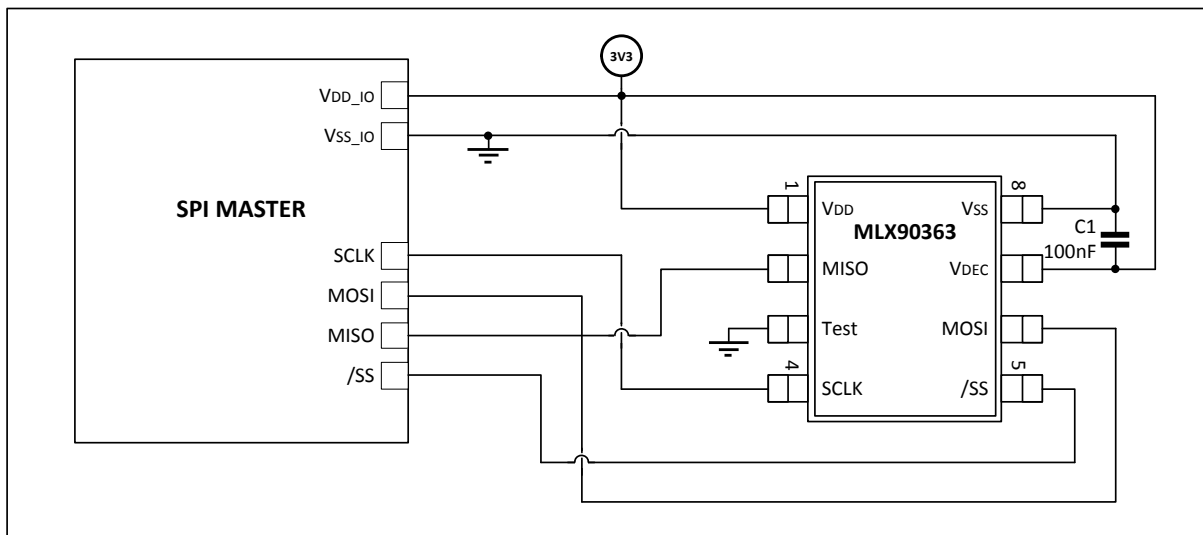 3V3
VDD_IO
VSS_IO
SPI MASTER
SCLK
MOSI
MISO
/SS
1
8
VDD
VSS
MLX90363
C1
100nF
MISO
VDEC
Test
MOSI
4
5
SCLK
/SS